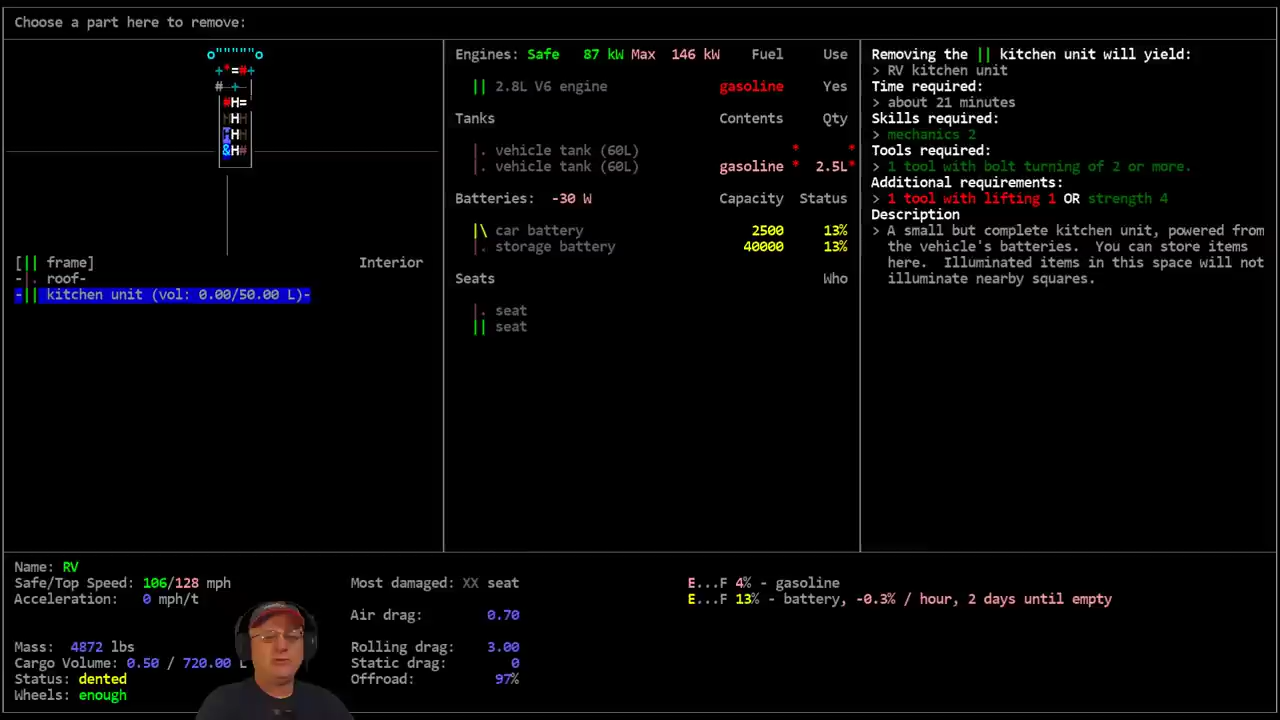 Choose a part here to remove:
o"""""o
+*=#+
#-+-
#H=
HHH
HH
&H#
[|| frame] Interior
-|. roof-
-|| kitchen unit (vol: 0.00/50.00 L)-
Engines: Safe 87 kW Max 146 kW Fuel Use
|| 2.8L V6 engine gasoline Yes
Tanks Contents Qty
|. vehicle tank (60L) * *
|. vehicle tank (60L) gasoline * 2.5L*
Batteries: -30 W Capacity Status
|\ car battery 2500 13%
|. storage battery 40000 13%
Seats Who
|. seat
|| seat
Removing the || kitchen unit will yield:
> RV kitchen unit
Time required:
> about 21 minutes
Skills required:
> mechanics 2
Tools required:
> 1 tool with bolt turning of 2 or more.
Additional requirements:
> 1 tool with lifting 1 OR strength 4
Description
> A small but complete kitchen unit, powered from
the vehicle's batteries. You can store items
here. Illuminated items in this space will not
illuminate nearby squares.
Name: RV
Safe/Top Speed: 106/128 mph
Acceleration: 0 mph/t
Mass: 4872 lbs
Cargo Volume: 0.50 / 720.00 L
Status: dented
Wheels: enough
Most damaged: XX seat
Air drag: 0.70
Rolling drag: 3.00
Static drag: 0
Offroad: 97%
E...F 4% - gasoline
E...F 13% - battery, -0.3% / hour, 2 days until empty